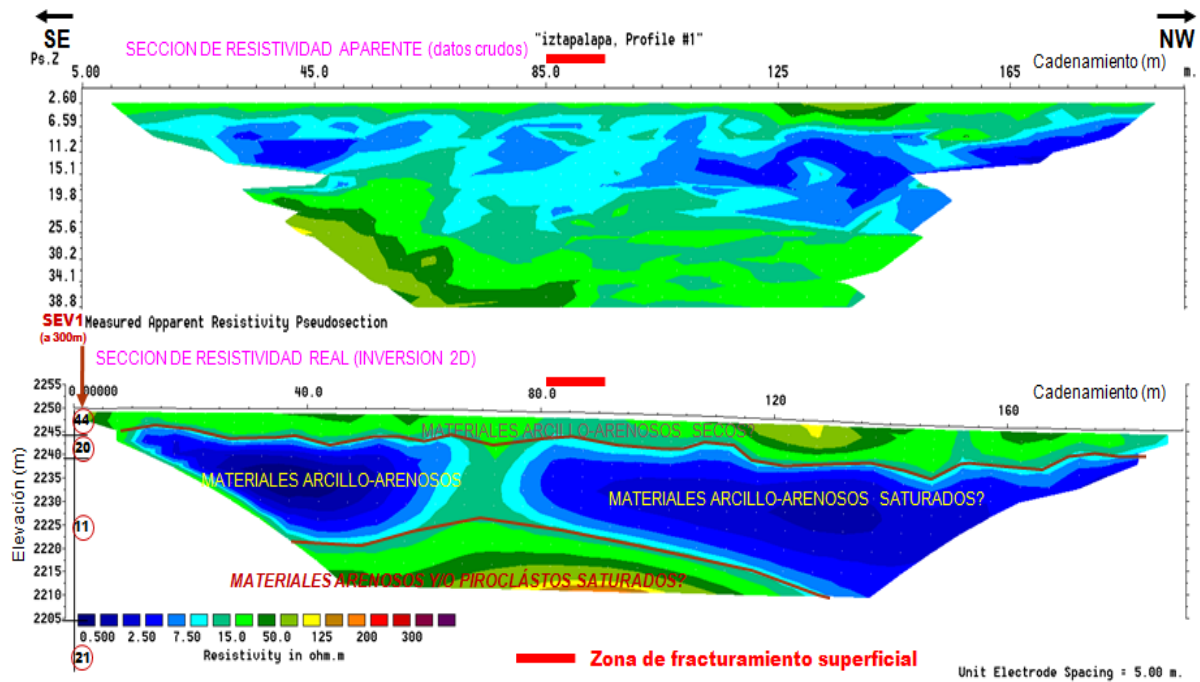 SE
NW
SECCION DE RESISTIVIDAD APARENTE (datos crudos)
"iztapalapa, Profile #1"
Ps.Z
Cadenamiento (m)
5.00 45.0 85.0 125 165 m.
2.60
6.59
11.2
15.1
19.8
25.6
30.2
34.1
38.8
SEV1 Measured Apparent Resistivity Pseudosection
(a 300m)
SECCION DE RESISTIVIDAD REAL (INVERSION 2D)
Cadenamiento (m)
0.00000 40.0 80.0 120 160
Elevación (m)
2255
2250
2245
2240
2235
2230
2225
2220
2215
2210
2205
44
20
11
21
MATERIALES ARCILLO-ARENOSOS SECOS?
MATERIALES ARCILLO-ARENOSOS
MATERIALES ARCILLO-ARENOSOS SATURADOS?
MATERIALES ARENOSOS Y/O PIROCLÁSTOS SATURADOS?
0.500 2.50 7.50 15.0 50.0 125 200 300
Resistivity in ohm.m
Zona de fracturamiento superficial
Unit Electrode Spacing = 5.00 m.